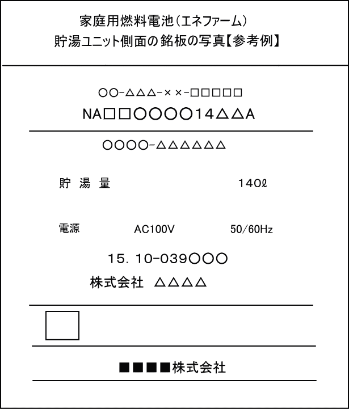 家庭用燃料電池(エネファーム)
貯湯ユニット側面の銘板の写真【参考例】
○○-△△△-××-□□□□□
NA□□○○○○14△△A
○○○○-△△△△△△
貯湯量 140ℓ
電源 AC100V 50/60Hz
15.10-039○○○
株式会社 △△△△
■■■■株式会社